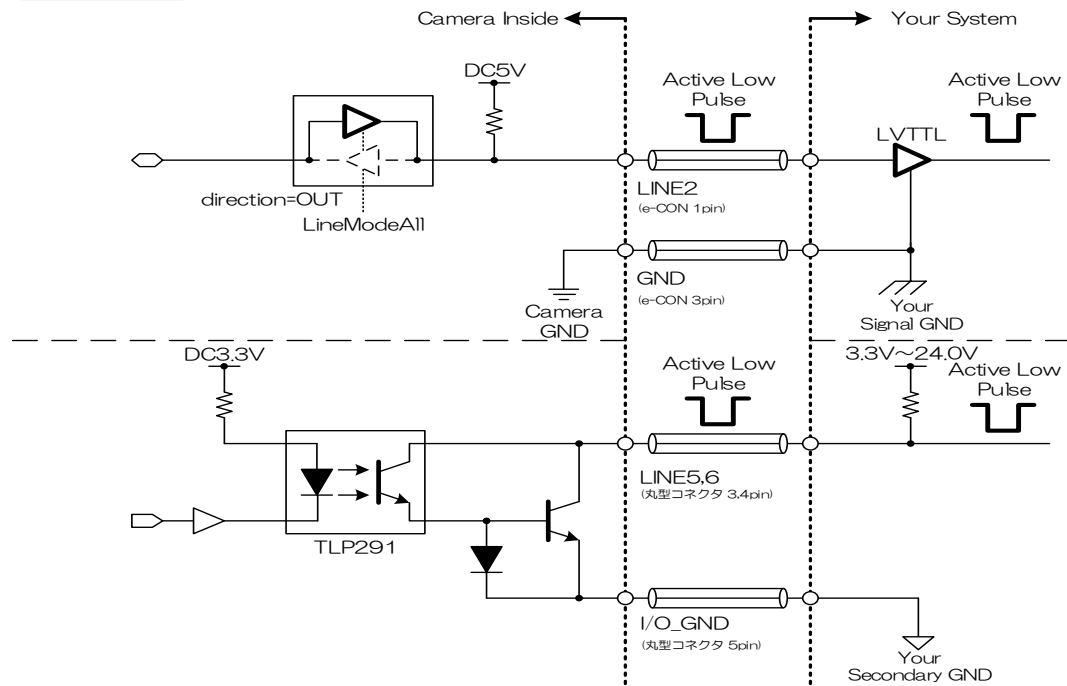 Camera Inside
Your System
DC5V
Active Low
Pulse
Active Low
Pulse
LVTTL
direction=OUT
LineModeAll
LINE2
(e-CON 1pin)
GND
(e-CON 3pin)
Camera
GND
Your
Signal GND
DC3.3V
Active Low
Pulse
3.3V～24.0V
Active Low
Pulse
LINE5,6
(丸型コネクタ 3,4pin)
TLP291
I/O_GND
(丸型コネクタ 5pin)
Your
Secondary GND